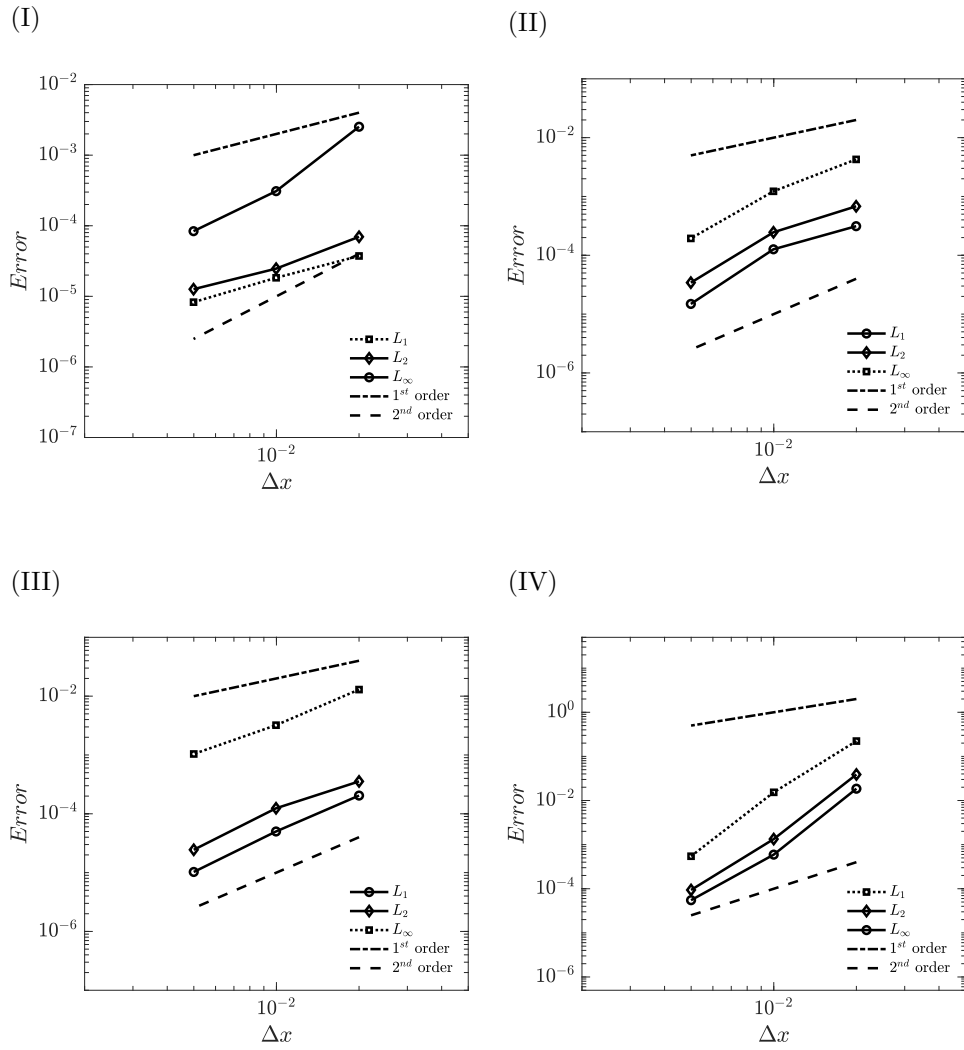 (I)
10^{-2}
10^{-3}
10^{-4}
10^{-5}
10^{-6}
10^{-7}
Error
L_1
L_2
L_∞
1^{st} order
2^{nd} order
10^{-2}
Δx
(II)
10^{-2}
10^{-4}
10^{-6}
Error
L_1
L_2
L_∞
1^{st} order
2^{nd} order
10^{-2}
Δx
(III)
10^{-2}
10^{-4}
10^{-6}
Error
L_1
L_2
L_∞
1^{st} order
2^{nd} order
10^{-2}
Δx
(IV)
10^{0}
10^{-2}
10^{-4}
10^{-6}
Error
L_1
L_2
L_∞
1^{st} order
2^{nd} order
10^{-2}
Δx